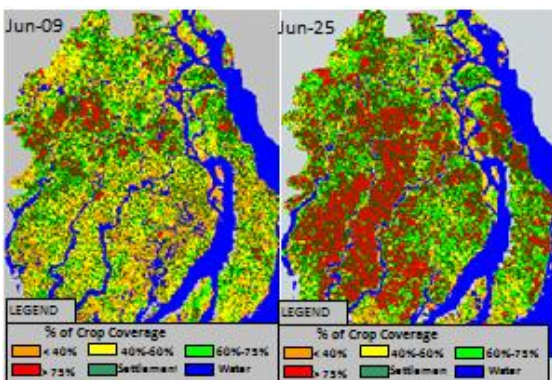 Jun-09
LEGEND
% of Crop Coverage
< 40% 40%-60% 60%-75%
> 75% Settlement Water
Jun-25
LEGEND
% of Crop Coverage
< 40% 40%-60% 60%-75%
> 75% Settlement Water